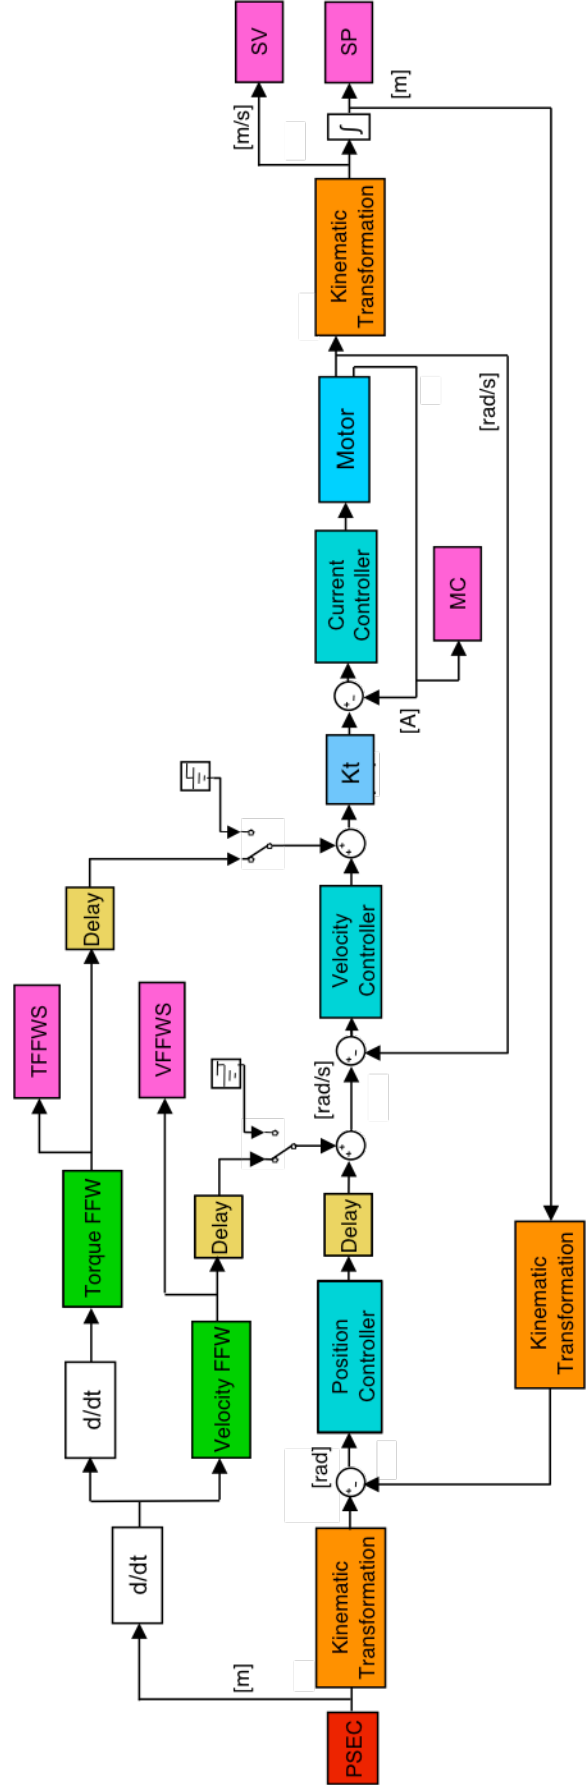 PSEC
[m]
Kinematic
Transformation
d/dt
d/dt
Torque FFW
TFFWS
Delay
Velocity FFW
VFFWS
Delay
[rad]
+
-
Position
Controller
Delay
+
+
[rad/s]
+
-
Velocity
Controller
+
+
Kt
+
-
[A]
Current
Controller
MC
Motor
[rad/s]
Kinematic
Transformation
[m/s]
SV
∫
SP
[m]
Kinematic
Transformation